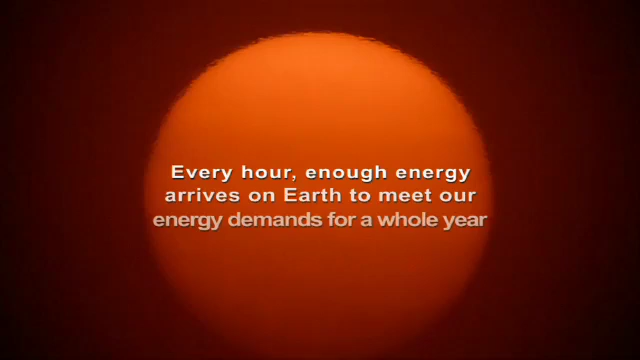 Every hour, enough energy
arrives on Earth to meet our
energy demands for a whole year